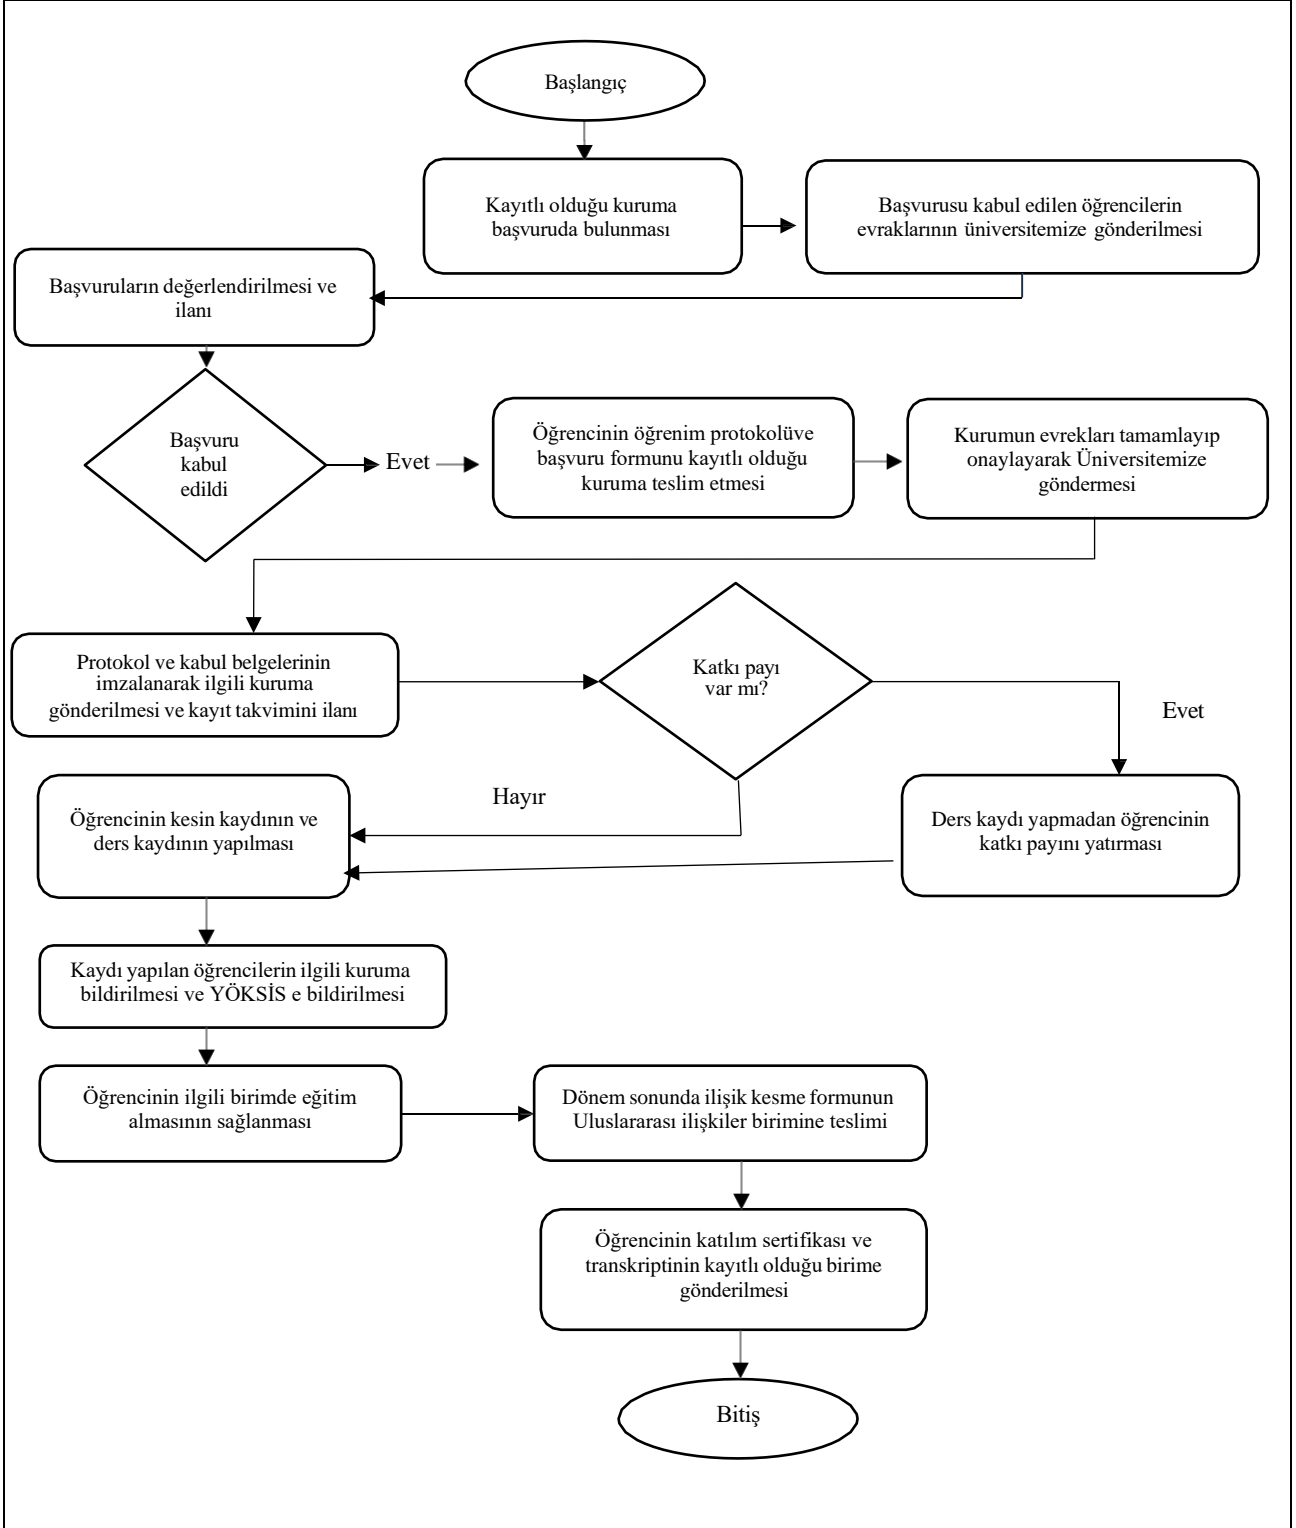 Başlangıç
Kayıtlı olduğu kuruma
başvuruda bulunması
Başvurusu kabul edilen öğrencilerin
evraklarının üniversitemize gönderilmesi
Başvuruların değerlendirilmesi ve
ilanı
Başvuru
kabul
edildi
Evet
Öğrencinin öğrenim protokolüve
başvuru formunu kayıtlı olduğu
kuruma teslim etmesi
Kurumun evrekları tamamlayıp
onaylayarak Üniversitemize
göndermesi
Protokol ve kabul belgelerinin
imzalanarak ilgili kuruma
gönderilmesi ve kayıt takvimini ilanı
Katkı payı
var mı?
Evet
Hayır
Öğrencinin kesin kaydının ve
ders kaydının yapılması
Ders kaydı yapmadan öğrencinin
katkı payını yatırması
Kaydı yapılan öğrencilerin ilgili kuruma
bildirilmesi ve YÖKSİS e bildirilmesi
Öğrencinin ilgili birimde eğitim
almasının sağlanması
Dönem sonunda ilişik kesme formunun
Uluslararası ilişkiler birimine teslimi
Öğrencinin katılım sertifikası ve
transkriptinin kayıtlı olduğu birime
gönderilmesi
Bitiş